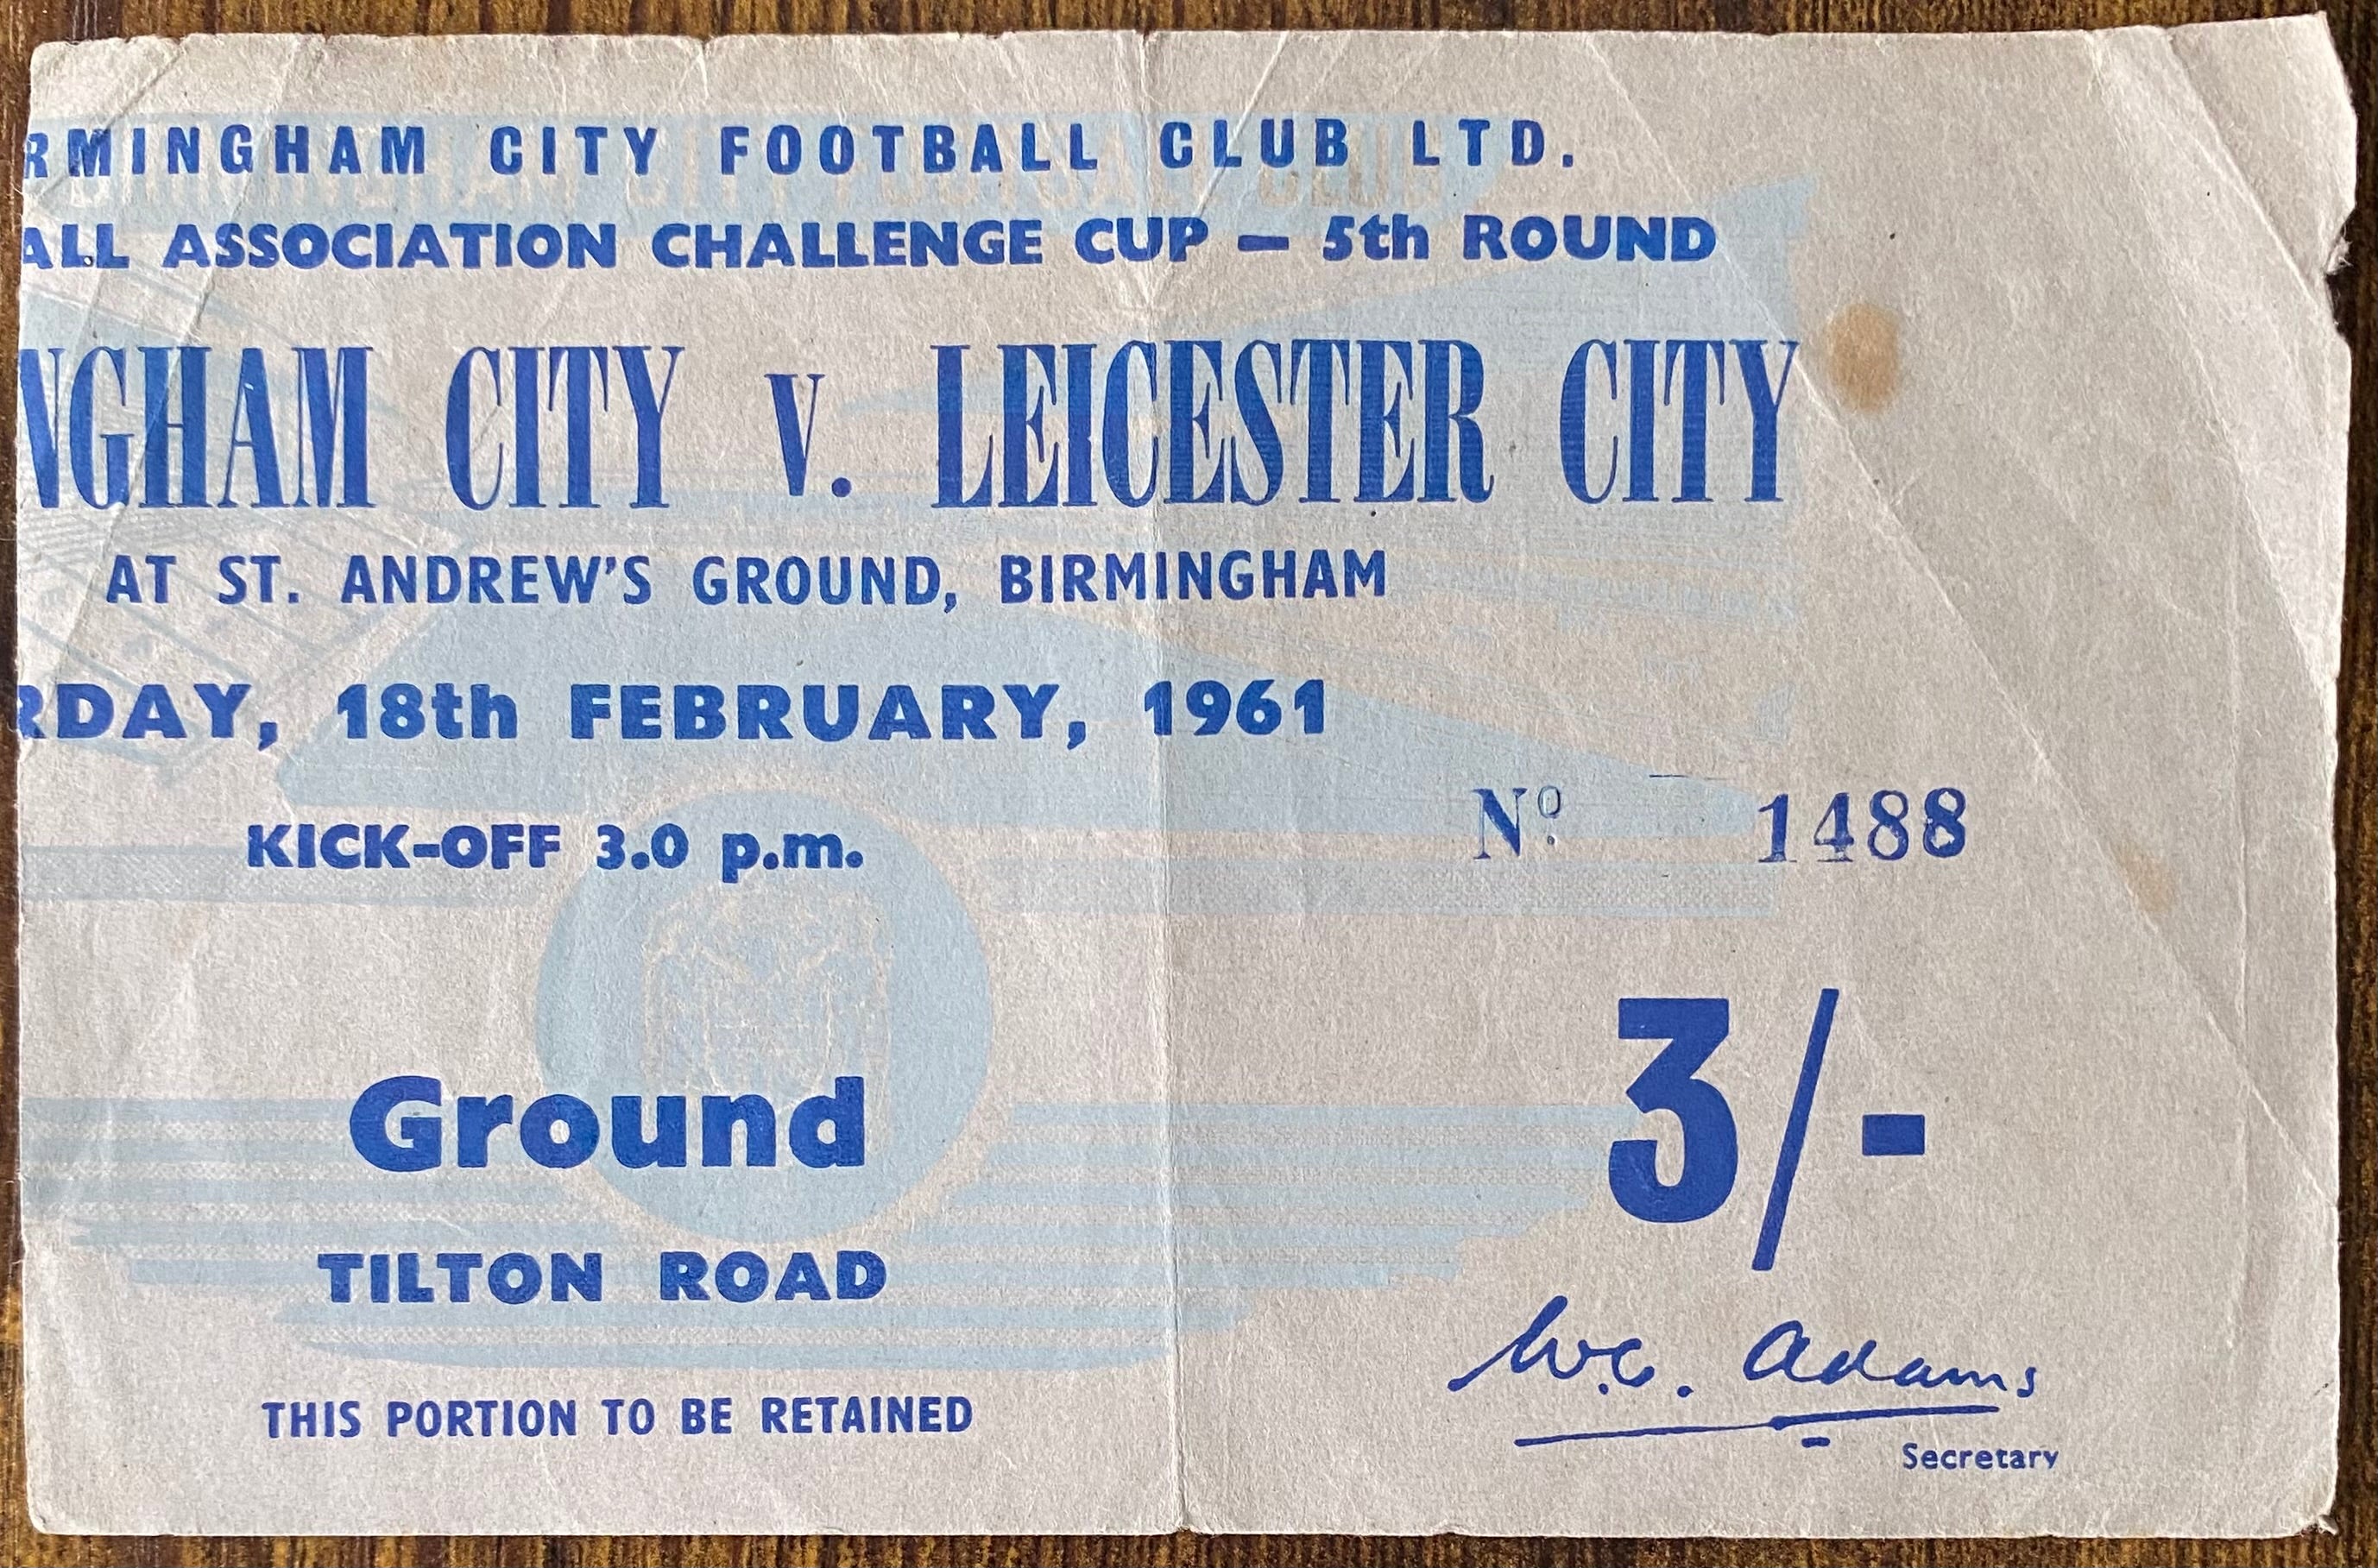 RMINGHAM CITY FOOTBALL CLUB LTD.
ALL ASSOCIATION CHALLENGE CUP — 5th ROUND
NGHAM CITY V. LEICESTER CITY
AT ST. ANDREW'S GROUND, BIRMINGHAM
RDAY, 18th FEBRUARY, 1961
KICK-OFF 3.0 p.m.
Nº. 1488
Ground
3/-
TILTON ROAD
W.C. Adams
THIS PORTION TO BE RETAINED
Secretary